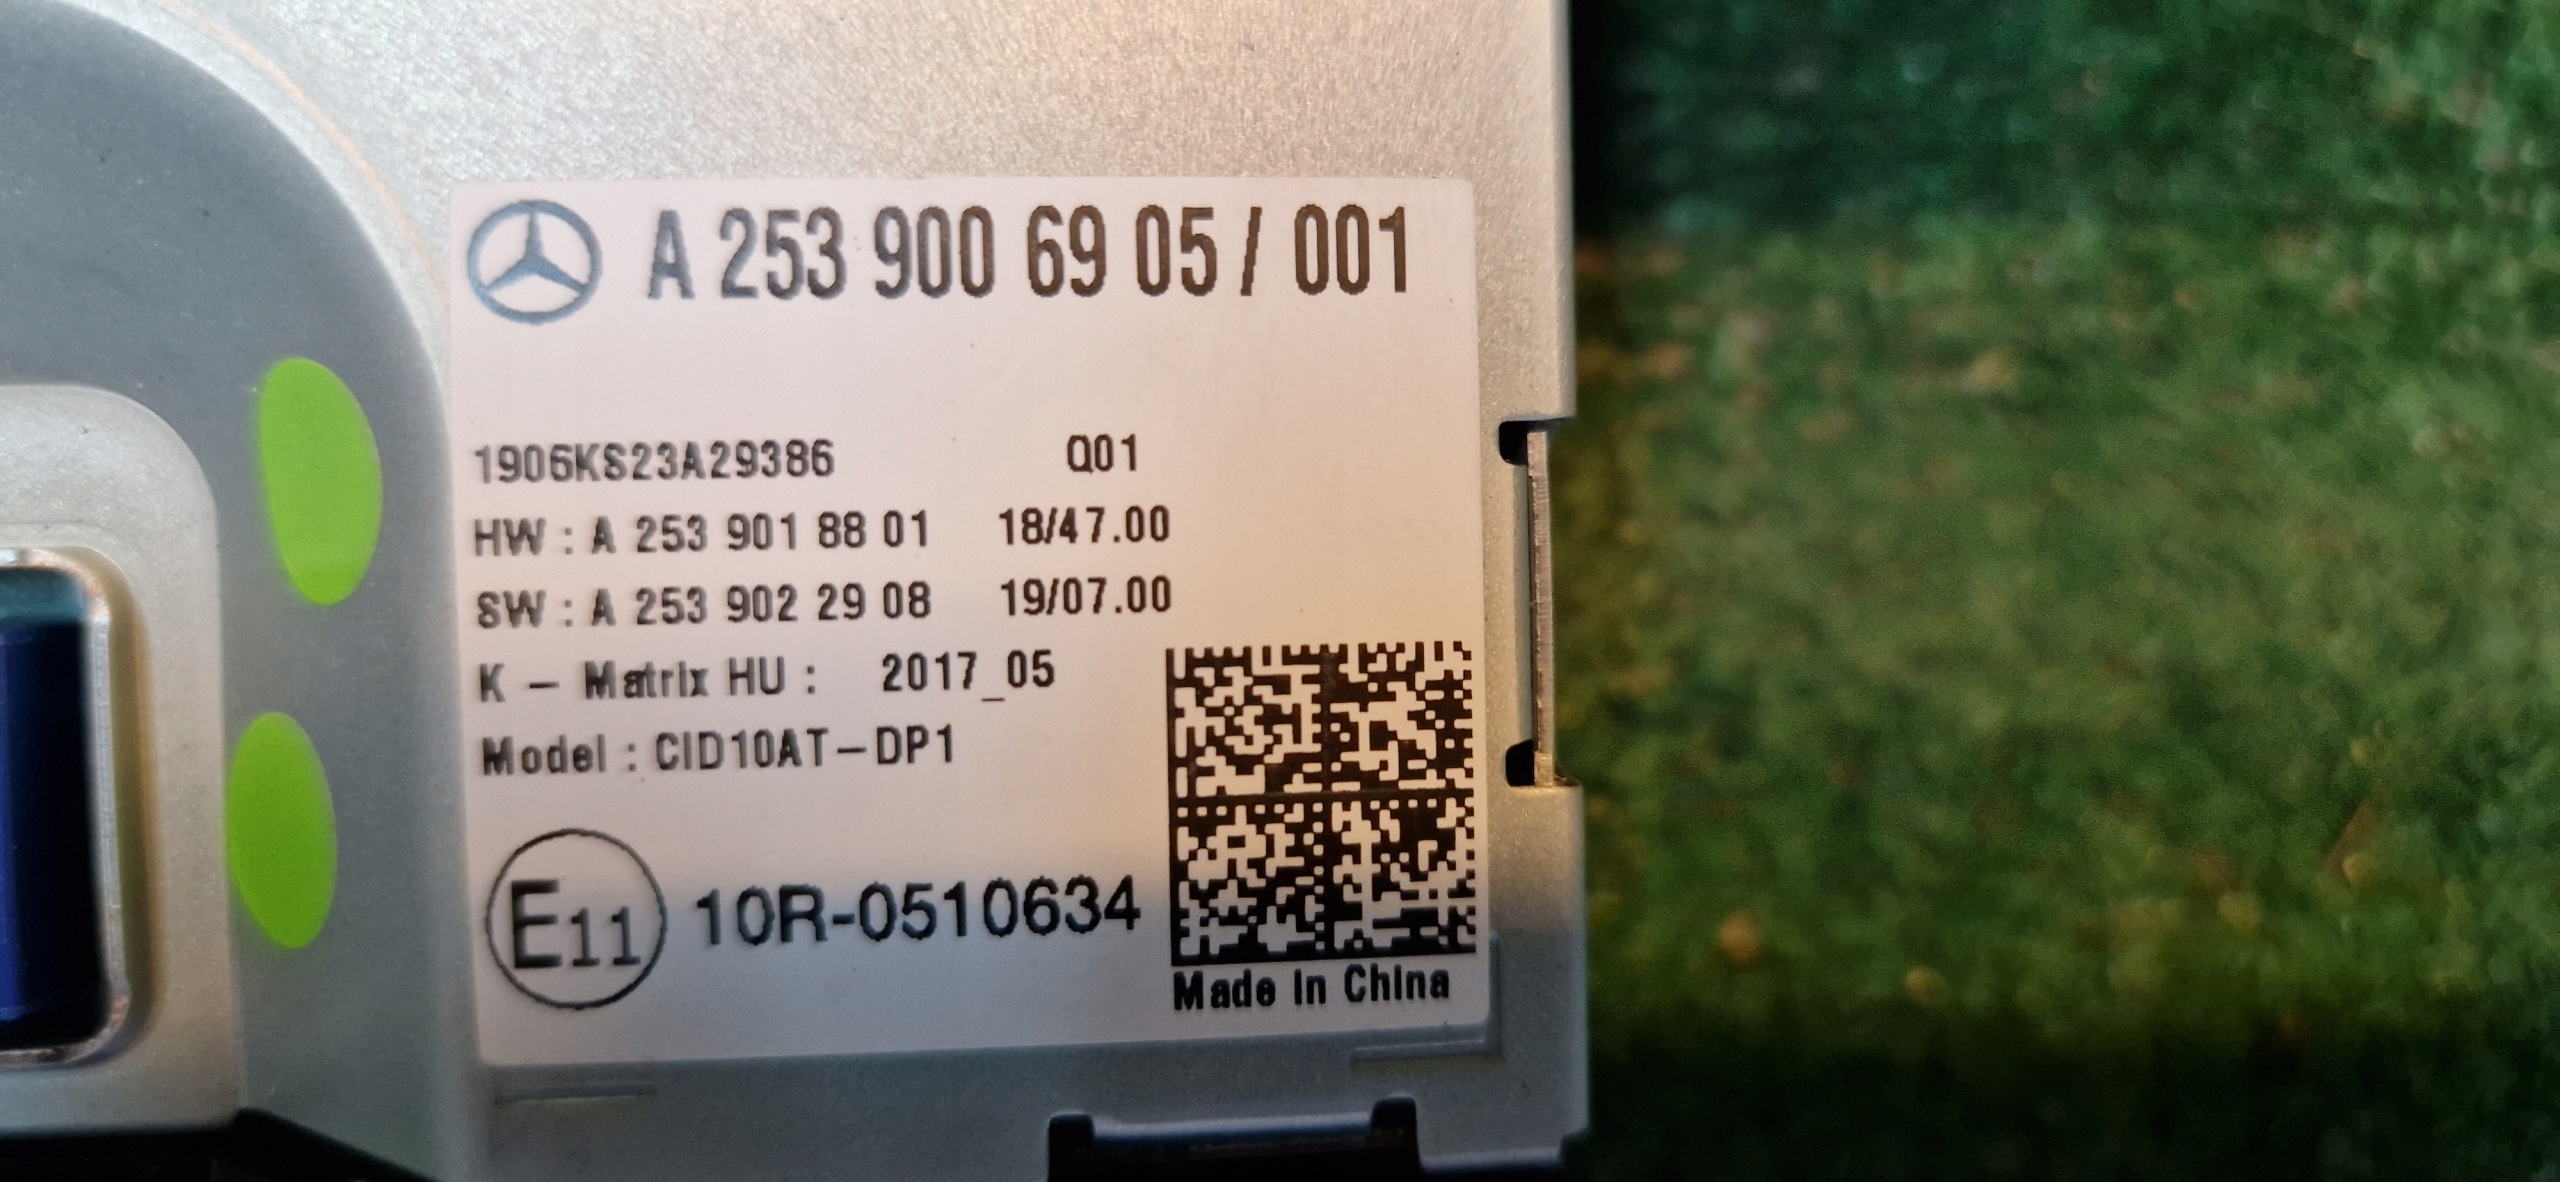 A 253 900 69 05 / 001
1906KS23A29386 Q01
HW : A 253 901 88 01 18/47.00
SW : A 253 902 29 08 19/07.00
K – Matrix HU : 2017_05
Model : CID10AT–DP1
E11 10R-0510634
Made in China